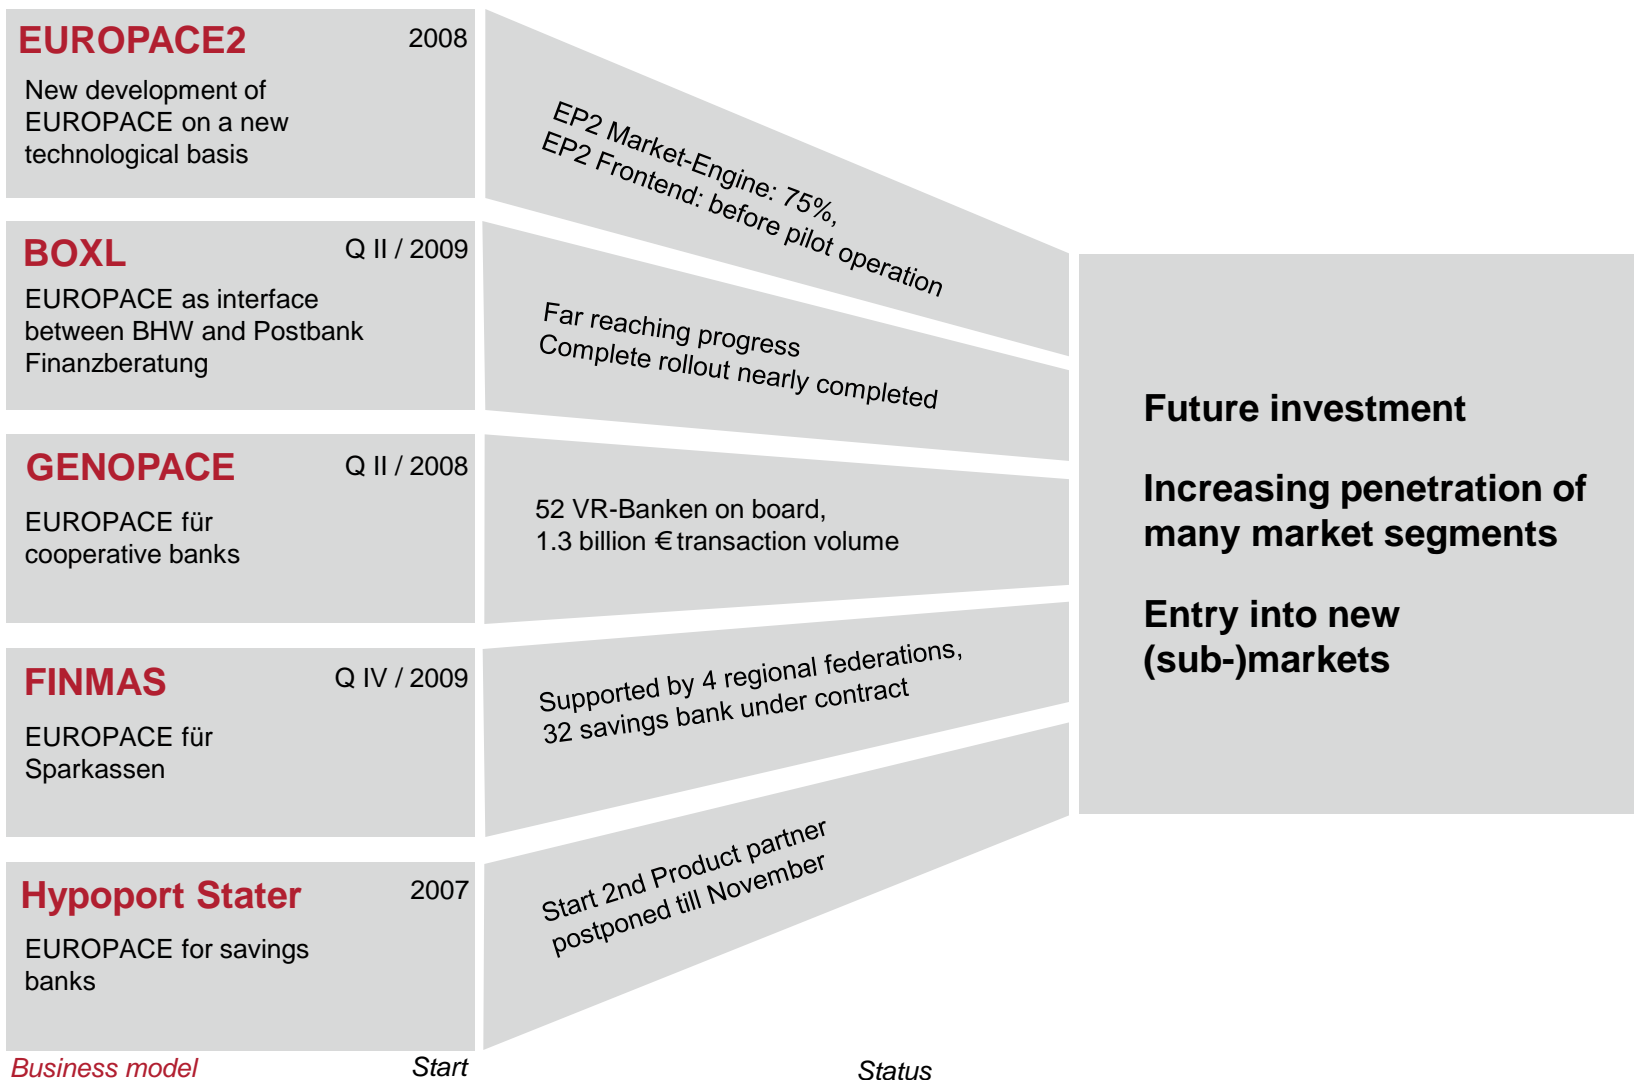 EUROPACE2 2008
New development of
EUROPACE on a new
technological basis
EP2 Market-Engine: 75%,
EP2 Frontend: before pilot operation
BOXL Q II / 2009
EUROPACE as interface
between BHW and Postbank
Finanzberatung
Far reaching progress
Complete rollout nearly completed
GENOPACE Q II / 2008
EUROPACE für
cooperative banks
52 VR-Banken on board,
1.3 billion € transaction volume
FINMAS Q IV / 2009
EUROPACE für
Sparkassen
Supported by 4 regional federations,
32 savings bank under contract
Hypoport Stater 2007
EUROPACE for savings
banks
Start 2nd Product partner
postponed till November
Future investment
Increasing penetration of
many market segments
Entry into new
(sub-)markets
Business model Start Status